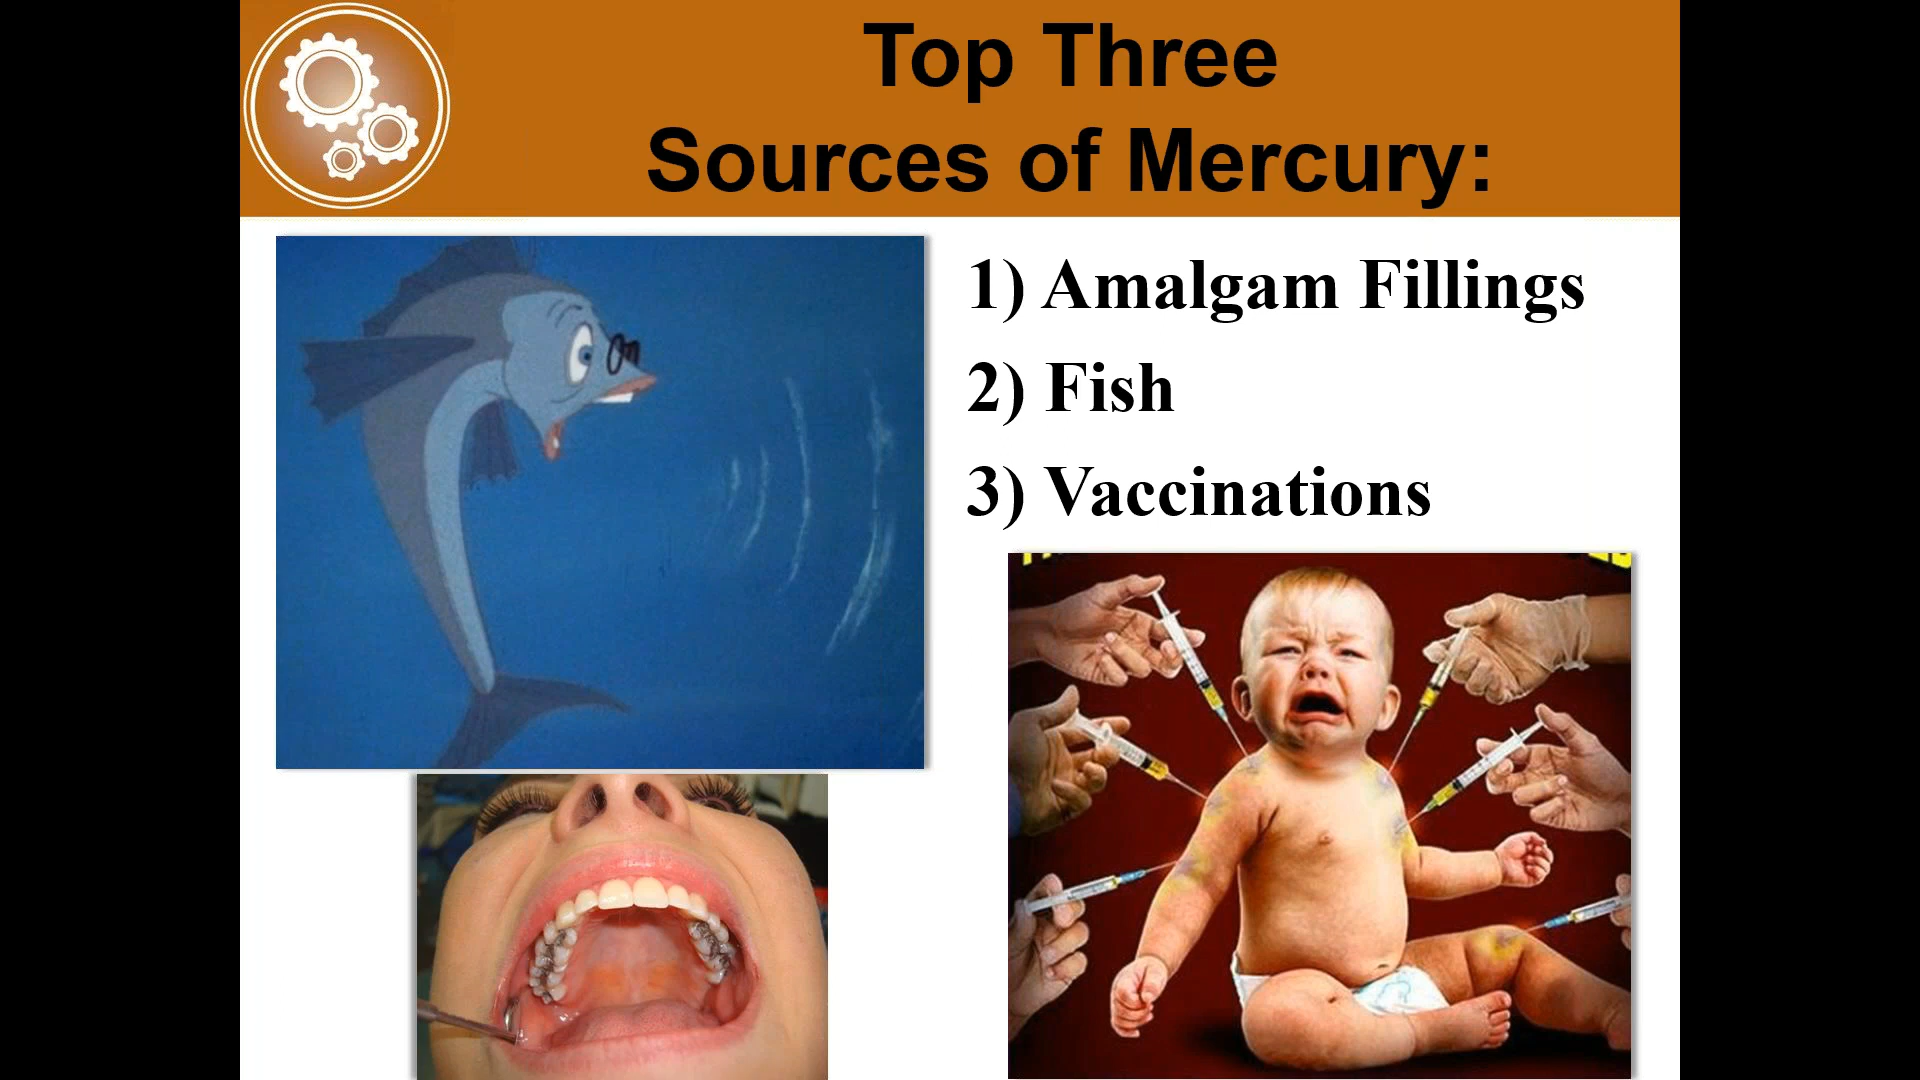 Top Three
Sources of Mercury:
1) Amalgam Fillings
2) Fish
3) Vaccinations